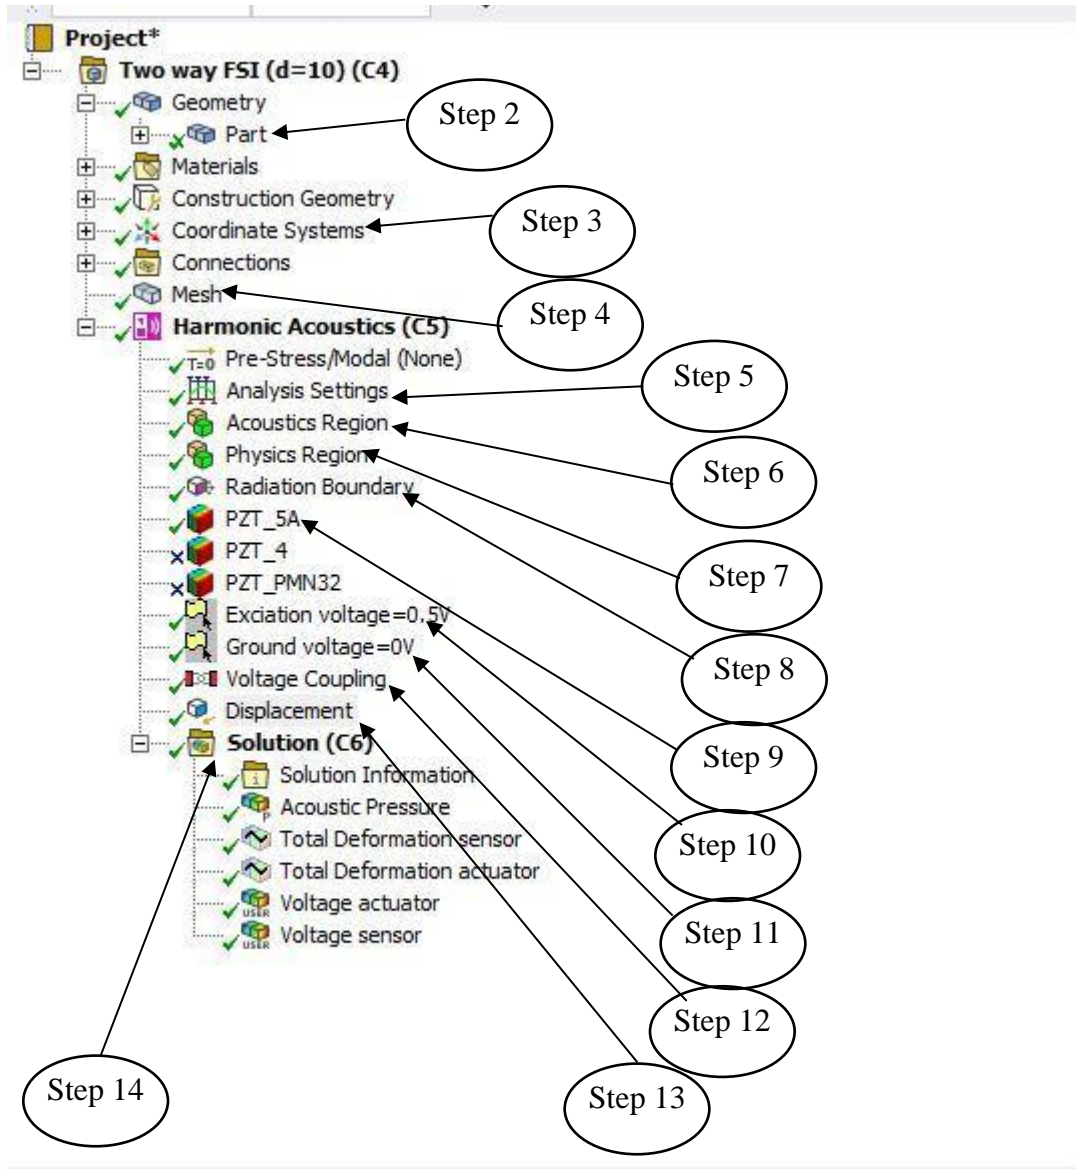 Project*
Two way FSI (d=10) (C4)
Geometry
Step 2
Part
Materials
Construction Geometry
Step 3
Coordinate Systems
Connections
Mesh
Step 4
Harmonic Acoustics (C5)
T=0 Pre-Stress/Modal (None)
Step 5
Analysis Settings
Acoustics Region
Step 6
Physics Region
Radiation Boundary
PZT_5A
PZT_4
Step 7
PZT_PMN32
Exciation voltage=0,5V
Ground voltage=0V
Step 8
Voltage Coupling
Displacement
Solution (C6)
Step 9
i Solution Information
P Acoustic Pressure
Total Deformation sensor
Step 10
Total Deformation actuator
USER Voltage actuator
USER Voltage sensor
Step 11
Step 12
Step 14
Step 13